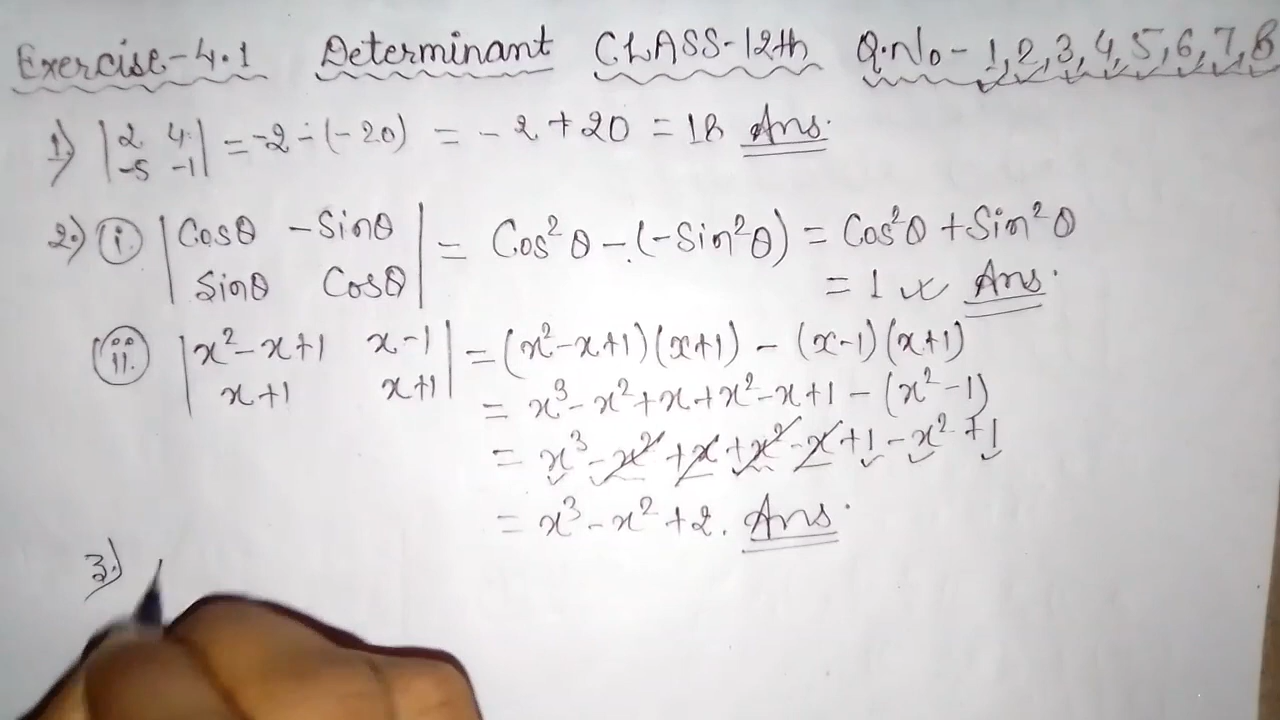 Exercise-4.1 Determinant CLASS-12th Q.No-1,2,3,4,5,6,7,8
1) |2 4| = -2 - (-20) = -2+20 = 18 Ans.
-5 -1
2.) i. |Cosθ -Sinθ| = Cos²θ - (-Sin²θ) = Cos²θ + Sin²θ
Sinθ Cosθ
= 1 Ans.
ii. |x²-x+1 x-1| = (x²-x+1)(x+1) - (x-1)(x+1)
x+1 x+1
= x³-x²+x+x²-x+1-(x²-1)
= x³-x²+x+x²-x+1-x²+1
= x³-x²+2. Ans.
3.)